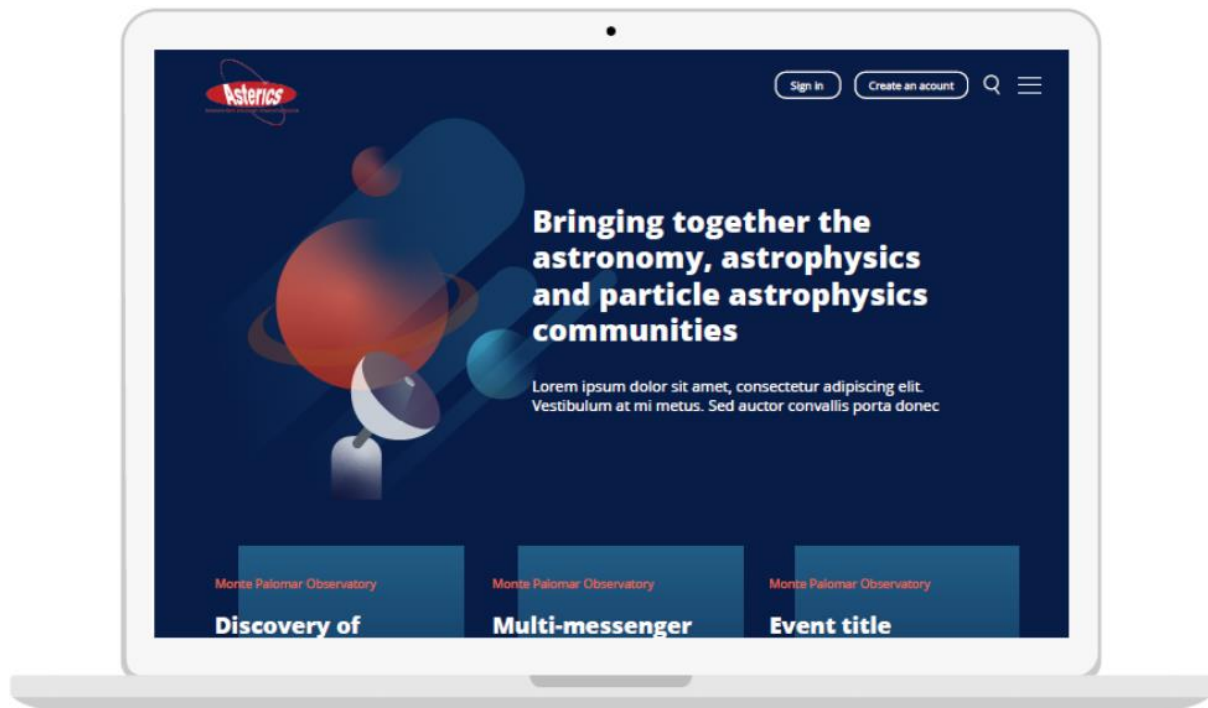 Asterics
Sign in
Create an acount
Bringing together the
astronomy, astrophysics
and particle astrophysics
communities
Lorem ipsum dolor sit amet, consectetur adipiscing elit.
Vestibulum at mi metus. Sed auctor convallis porta donec
Monte Palomar Observatory
Discovery of
Monte Palomar Observatory
Multi-messenger
Monte Palomar Observatory
Event title